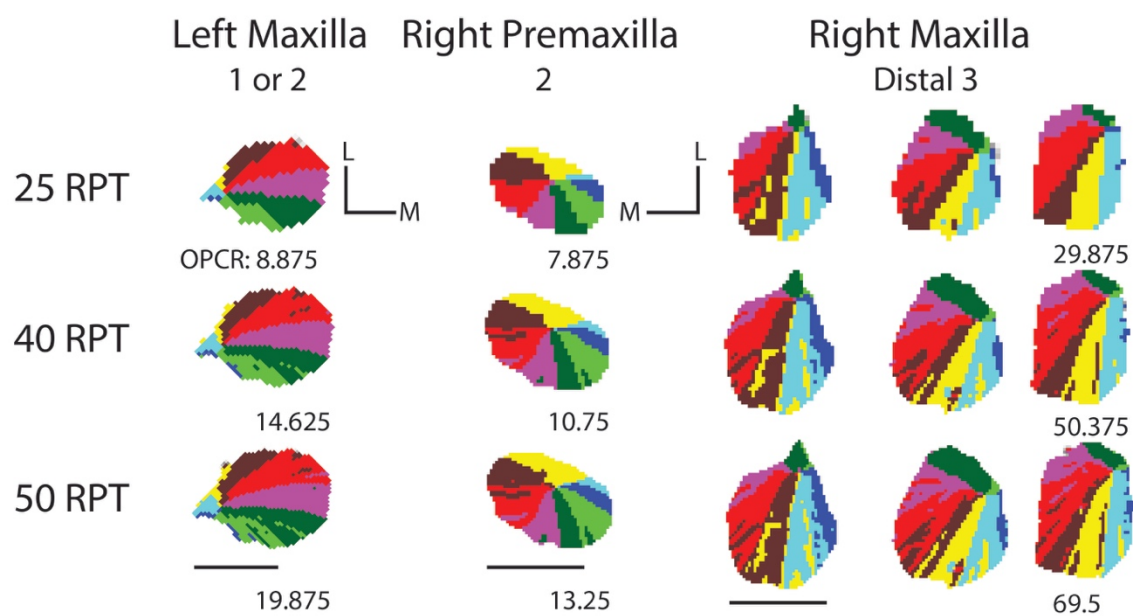 Left Maxilla Right Premaxilla Right Maxilla
1 or 2 2 Distal 3
L L
25 RPT
M M
OPCR: 8.875 7.875 29.875
40 RPT
14.625 10.75 50.375
50 RPT
19.875 13.25 69.5